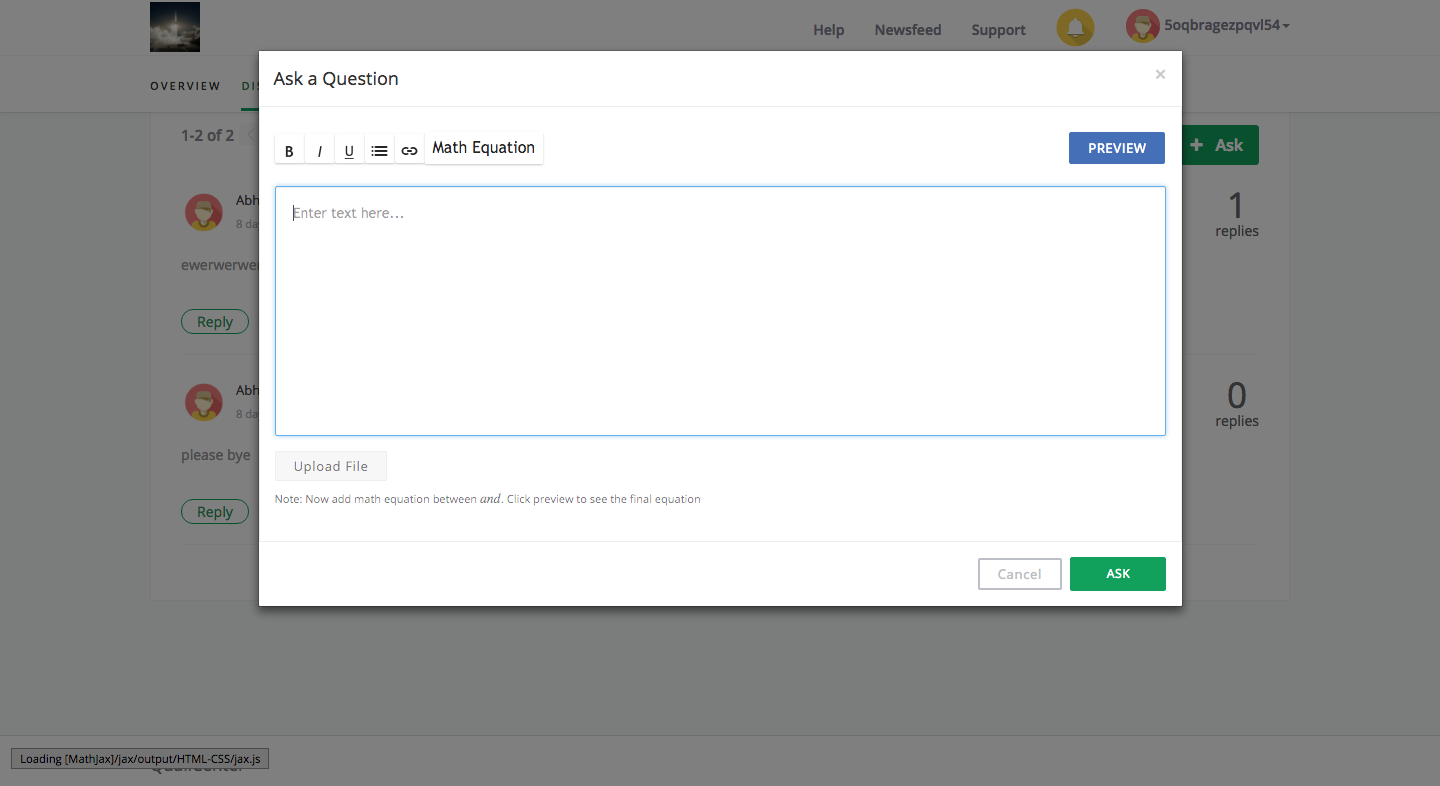 Help Newsfeed Support 5oqbragezpqvl54
OVERVIEW
Ask a Question
×
1-2 of 2
B I U Math Equation
PREVIEW
+ Ask
Enter text here...
Abh
8 da
1
replies
ewerwerwer
Reply
Abh
8 da
0
replies
please bye
Upload File
Note: Now add math equation between and. Click preview to see the final equation
Reply
Cancel
ASK
Loading [MathJax]/jax/output/HTML-CSS/jax.js